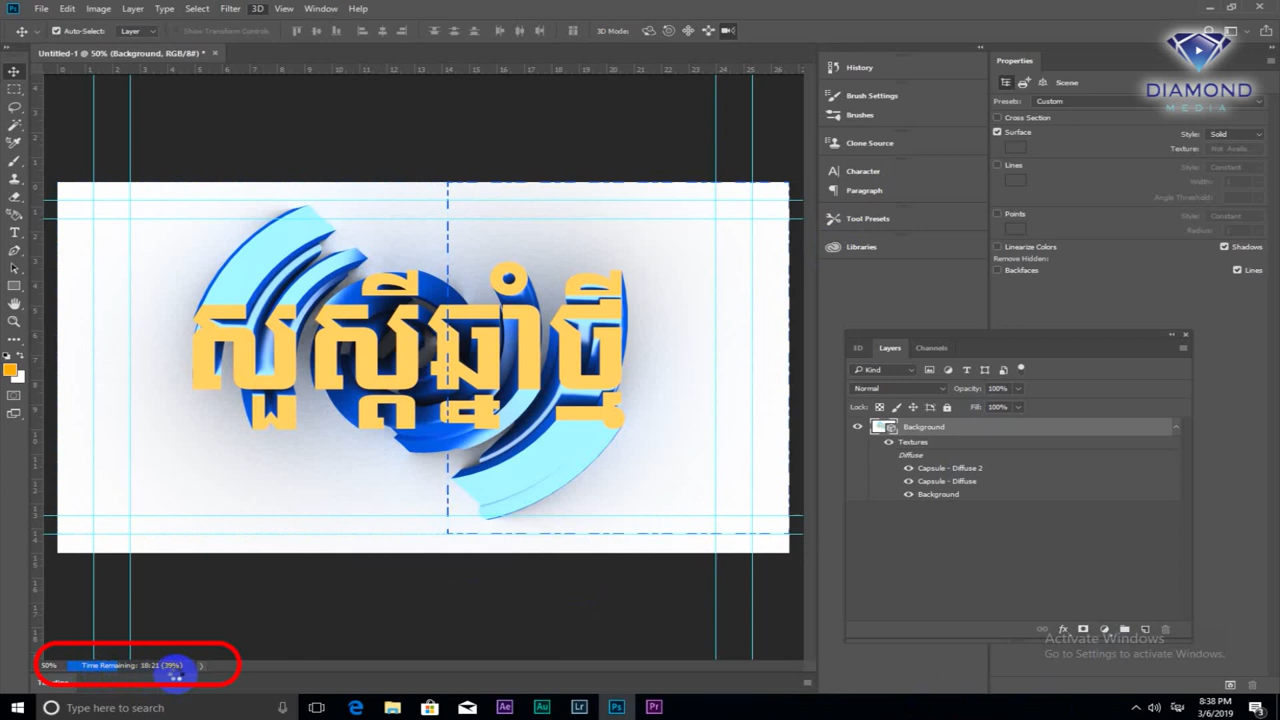 File Edit Image Layer Type Select Filter 3D View Window Help
Auto-Select: Layer Show Transform Controls 3D Mode:
Untitled-1 @ 50% (Background, RGB/8#) * ×
DIAMOND
MEDIA
History
Brush Settings
Brushes
Clone Source
Character
Paragraph
Tool Presets
Libraries
Properties
Scene
Presets: Custom
Cross Section
Surface Style: Solid
Texture: Not Availa...
Lines Style: Constant
Width: 1
Angle Threshold:
Points Style: Constant
Radius: 1
Linearize Colors Shadows
Remove Hidden:
Backfaces Lines
សួស្តីឆ្នាំថ្មី
3D Layers Channels
Kind
Normal Opacity: 100%
Lock: Fill: 100%
Background
Textures
Diffuse
Capsule - Diffuse 2
Capsule - Diffuse
Background
Activate Windows
Go to Settings to activate Windows.
50% Time Remaining: 18:21 (39%)
Type here to search
Ae Au Lr Ps Pr
8:38 PM
3/6/2019